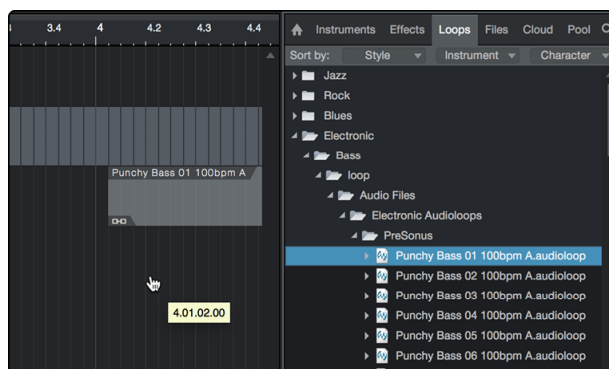 3.4 4 4.2 4.3 4.4
Instruments Effects Loops Files Cloud Pool
Sort by: Style Instrument Character
Jazz
Rock
Blues
Electronic
Bass
loop
Audio Files
Electronic Audioloops
PreSonus
Punchy Bass 01 100bpm A.audioloop
Punchy Bass 02 100bpm A.audioloop
Punchy Bass 03 100bpm A.audioloop
Punchy Bass 04 100bpm A.audioloop
Punchy Bass 05 100bpm A.audioloop
Punchy Bass 06 100bpm A.audioloop
Punchy Bass 01 100bpm A
4.01.02.00